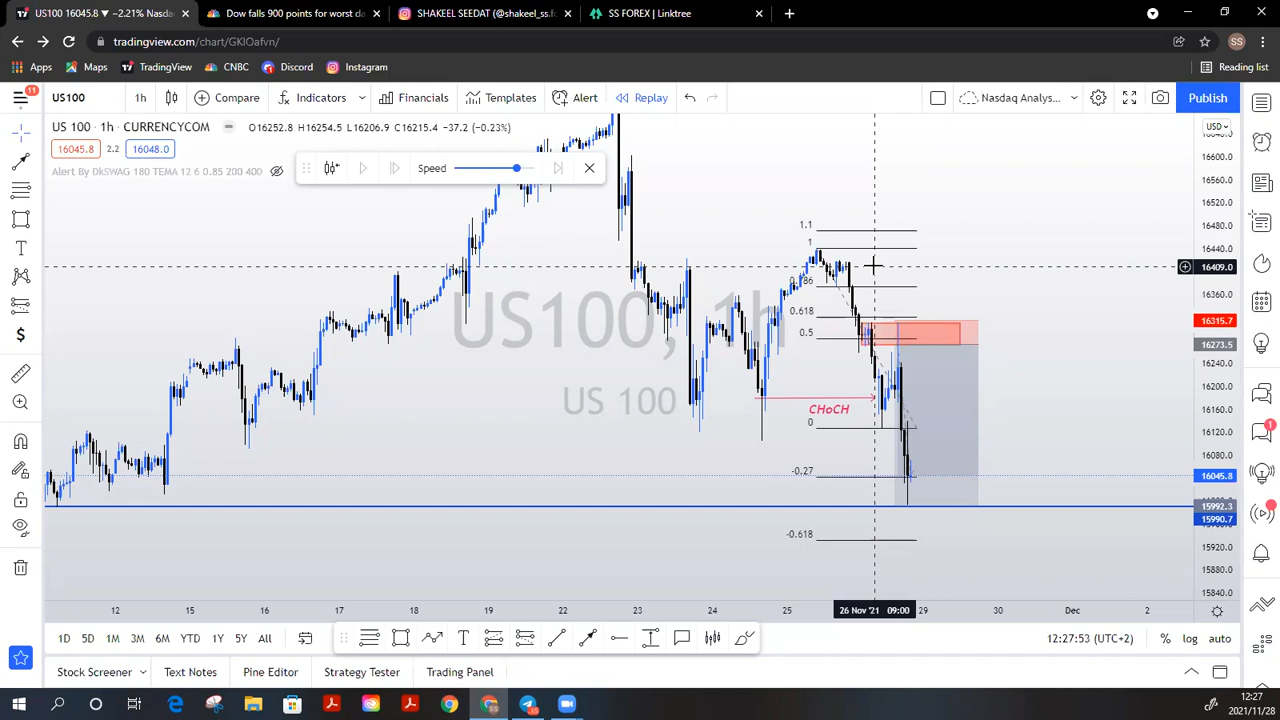 US100 16045.8 ▼ −2.21% Nasda
Dow falls 900 points for worst da
SHAKEEL SEEDAT (@shakeel_ss.fo
SS FOREX | Linktree
tradingview.com/chart/GKlOafvn/
SS
Apps
Maps
TradingView
CNBC
Discord
Instagram
Reading list
11
US100
1h
Compare
Indicators
Financials
Templates
Alert
Replay
Nasdaq Analys...
Publish
US 100 · 1h · CURRENCYCOM
O16252.8 H16254.5 L16206.9 C16215.4 −37.2 (−0.23%)
USD
16045.8
2.2
16048.0
Alert By DkSWAG 180 TEMA 12 6 0.85 200 400
Speed
16600.0
16560.0
16520.0
16480.0
16440.0
16409.0
16360.0
16315.7
16273.5
16240.0
16200.0
16160.0
16120.0
16080.0
16045.8
15992.3
15990.7
15920.0
15880.0
15840.0
1.1
1
0.618
0.5
0
-0.27
-0.618
CHoCH
US100, 1h
US 100
12
15
16
17
18
19
22
23
24
25
26 Nov '21 09:00
29
30
Dec
2
1D
5D
1M
3M
6M
YTD
1Y
5Y
All
12:27:53 (UTC+2)
%
log
auto
Stock Screener
Text Notes
Pine Editor
Strategy Tester
Trading Panel
1
12:27
2021/11/28